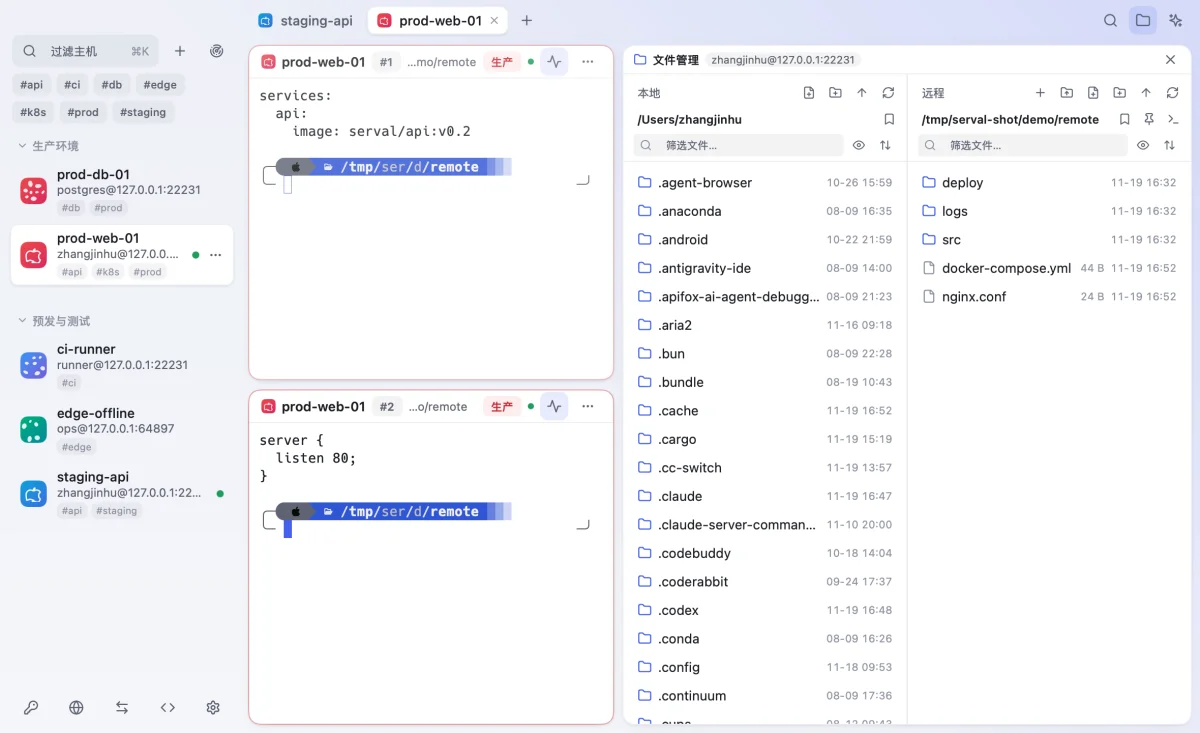 staging-api
prod-web-01
过滤主机 ⌘K
#api #ci #db #edge
#k8s #prod #staging
生产环境
prod-db-01
postgres@127.0.0.1:22231
#db #prod
prod-web-01
zhangjinhu@127.0.0....
#api #k8s #prod
预发与测试
ci-runner
runner@127.0.0.1:22231
#ci
edge-offline
ops@127.0.0.1:64897
#edge
staging-api
zhangjinhu@127.0.0.1:22...
#api #staging
prod-web-01 #1 ...mo/remote 生产
services:
api:
image: serval/api:v0.2
/tmp/ser/d/remote
prod-web-01 #2 ...o/remote 生产
server {
listen 80;
}
/tmp/ser/d/remote
文件管理 zhangjinhu@127.0.0.1:22231
本地
/Users/zhangjinhu
筛选文件...
.agent-browser 10-26 15:59
.anaconda 08-09 16:35
.android 10-22 21:59
.antigravity-ide 08-09 14:00
.apifox-ai-agent-debugg... 08-09 21:23
.aria2 11-16 09:18
.bun 08-09 22:28
.bundle 08-19 10:43
.cache 11-19 16:52
.cargo 11-19 15:19
.cc-switch 11-19 13:57
.claude 11-19 16:47
.claude-server-comman... 11-10 20:00
.codebuddy 10-18 14:04
.coderabbit 09-24 17:37
.codex 11-19 16:48
.conda 08-09 16:26
.config 11-18 09:53
.continuum 08-09 17:36
远程
/tmp/serval-shot/demo/remote
筛选文件...
deploy 11-19 16:32
logs 11-19 16:32
src 11-19 16:32
docker-compose.yml 44 B 11-19 16:52
nginx.conf 24 B 11-19 16:52